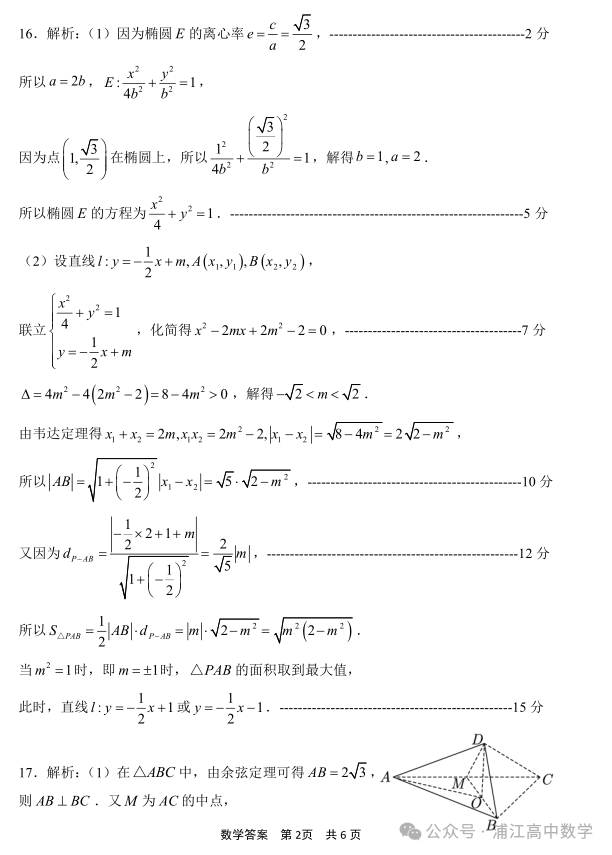 16．解析：（1）因为椭圆 E 的离心率 e = c/a = √3/2，-------------------------------------------2 分
所以 a = 2b，E : x²/4b² + y²/b² = 1，
因为点 (1, √3/2) 在椭圆上，所以 1²/4b² + (√3/2)²/b² = 1，解得 b = 1, a = 2．
所以椭圆 E 的方程为 x²/4 + y² = 1．----------------------------------------------------------------5 分
（2）设直线 l : y = −1/2 x + m, A(x₁, y₁), B(x₂, y₂)，
联立 { x²/4 + y² = 1, y = −1/2 x + m，化简得 x² − 2mx + 2m² − 2 = 0，---------------------------------------7 分
Δ = 4m² − 4(2m² − 2) = 8 − 4m² > 0，解得 −√2 < m < √2．
由韦达定理得 x₁ + x₂ = 2m, x₁x₂ = 2m² − 2, |x₁ − x₂| = √(8 − 4m²) = 2√(2 − m²)，
所以 |AB| = √(1 + (−1/2)²) |x₁ − x₂| = √5 · √(2 − m²)，-----------------------------------------------10 分
又因为 d_{P−AB} = |−1/2 × 2 + 1 + m| / √(1 + (−1/2)²) = 2/√5 |m|，-------------------------------------------------------12 分
所以 S_{△PAB} = 1/2 |AB| · d_{P−AB} = |m| · √(2 − m²) = √(m²(2 − m²))．
当 m² = 1 时，即 m = ±1 时，△PAB 的面积取到最大值，
此时，直线 l : y = −1/2 x + 1 或 y = −1/2 x − 1．---------------------------------------------------15 分
17．解析：（1）在 △ABC 中，由余弦定理可得 AB = 2√3，
则 AB ⊥ BC．又 M 为 AC 的中点，
D
A
M
C
O
B
数学答案 第 2页 共 6 页
公众号 · 浦江高中数学